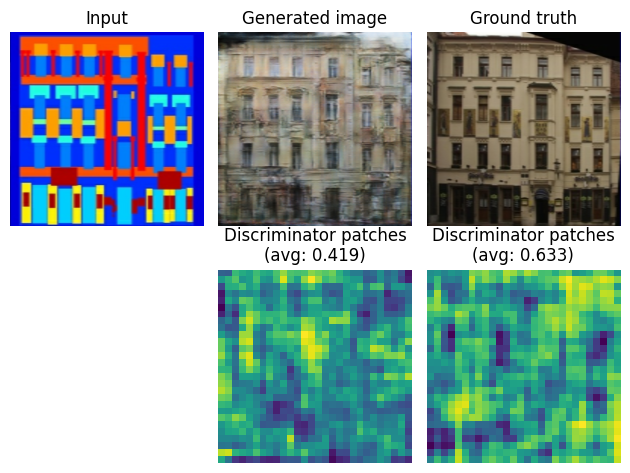 Input
Generated image
Ground truth
Discriminator patches
(avg: 0.419)
Discriminator patches
(avg: 0.633)